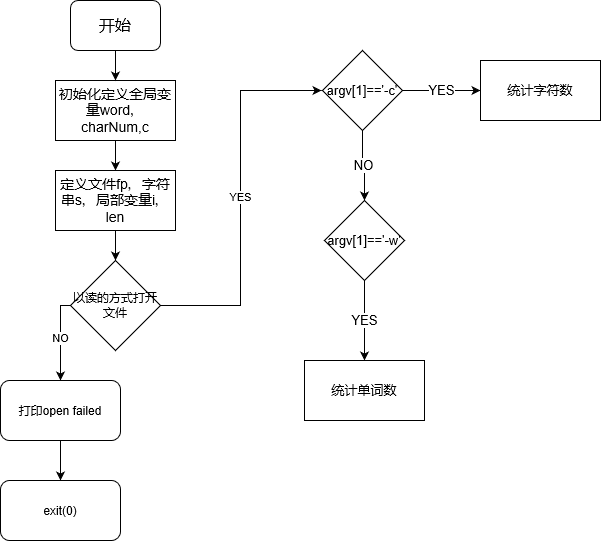 开始
初始化定义全局变
量word,
charNum,c
定义文件fp，字符
串s，局部变量i,
len
以读的方式打开
文件
NO
打印open failed
exit(0)
YES
argv[1]=='-c'
YES
统计字符数
NO
argv[1]=='-w'
YES
统计单词数